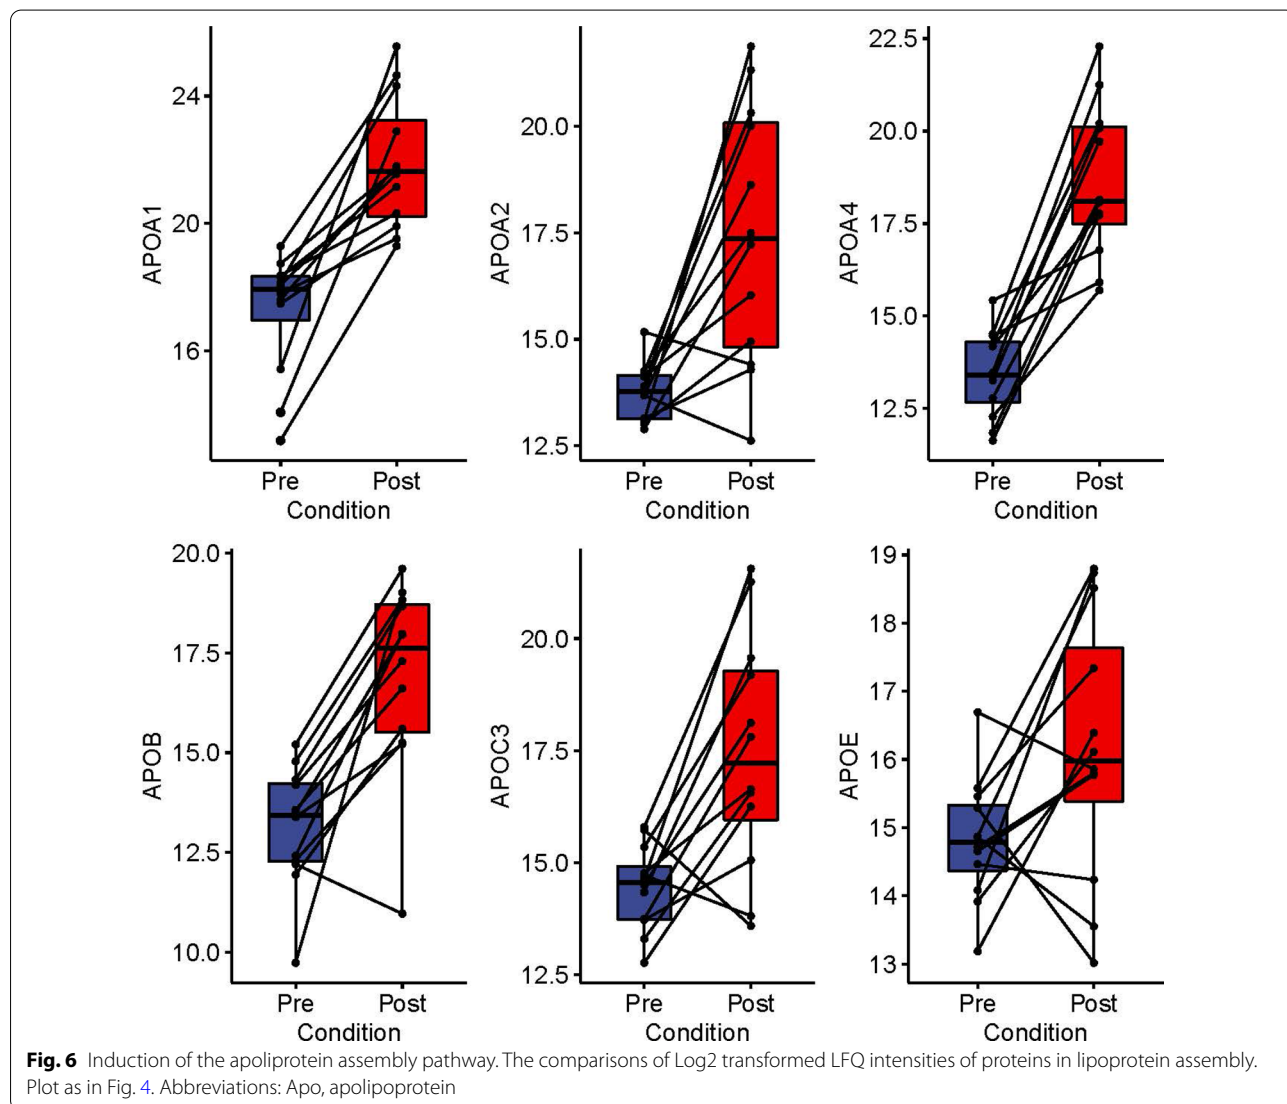 APOA1
24
20
16
Pre Post
Condition
APOA2
20.0
17.5
15.0
12.5
Pre Post
Condition
APOA4
22.5
20.0
17.5
15.0
12.5
Pre Post
Condition
APOB
20.0
17.5
15.0
12.5
10.0
Pre Post
Condition
APOC3
20.0
17.5
15.0
12.5
Pre Post
Condition
APOE
19
18
17
16
15
14
13
Pre Post
Condition
Fig. 6 Induction of the apoliprotein assembly pathway. The comparisons of Log2 transformed LFQ intensities of proteins in lipoprotein assembly.
Plot as in Fig. 4. Abbreviations: Apo, apolipoprotein